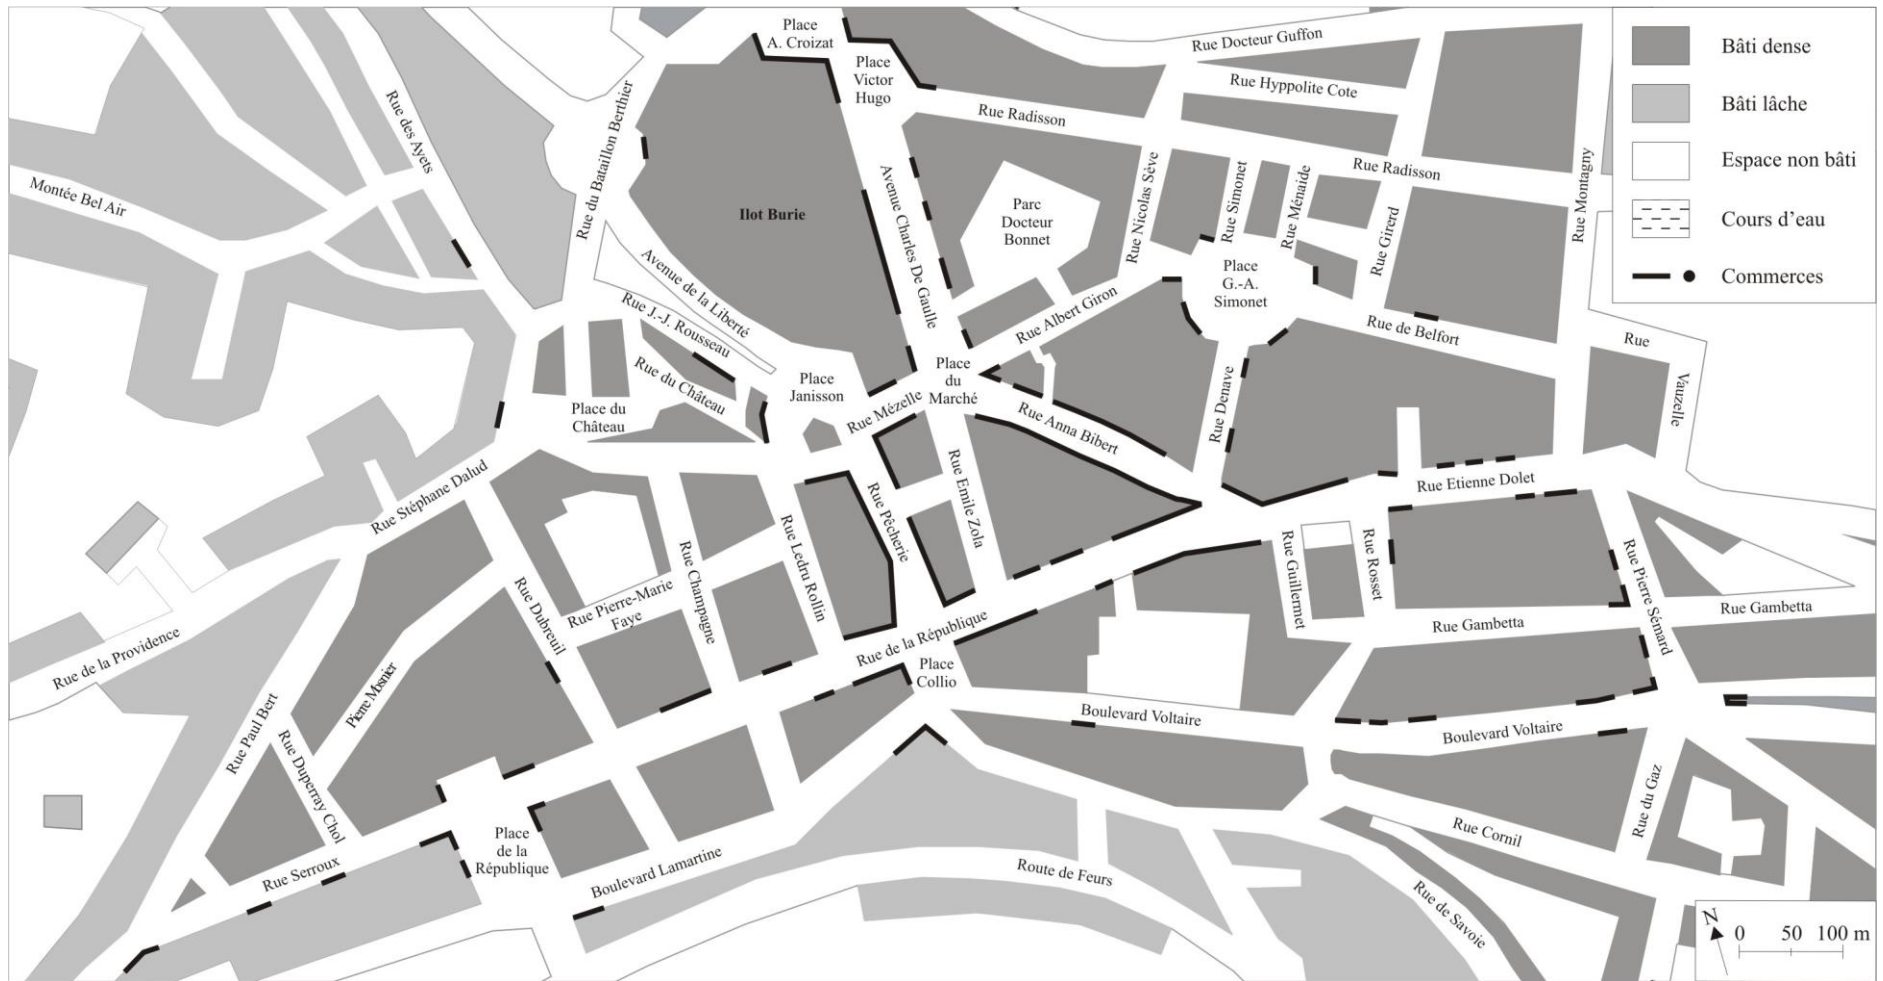 Place
A. Croizat
Place
Victor
Hugo
Rue Docteur Guffon
Rue Hyppolite Cote
Rue Radisson
Rue Radisson
Rue des Ayets
Rue du Bataillon Berthier
Montée Bel Air
Ilot Burie
Avenue Charles De Gaulle
Parc
Docteur
Bonnet
Rue Nicolas Sève
Rue Simonet
Rue Ménaide
Rue Girerd
Rue Montagny
Place
G.-A.
Simonet
Avenue de la Liberté
Rue J.-J. Rousseau
Rue Albert Giron
Rue de Belfort
Rue
Vauzelle
Rue du Château
Place du
Château
Place
Janisson
Rue Mézelle
Place
du
Marché
Rue Anna Bibert
Rue Denave
Rue Stéphane Dalud
Rue Pêcherie
Rue Emile Zola
Rue Etienne Dolet
Rue Ledru Rollin
Rue Champagne
Rue Pierre-Marie
Faye
Rue Dubreuil
Rue Guillermet
Rue Rosset
Rue Pierre Sémard
Rue Gambetta
Rue Gambetta
Rue de la Providence
Rue de la République
Place
Collio
Pierre Mosnier
Rue Paul Bert
Rue Duperray Chol
Boulevard Voltaire
Boulevard Voltaire
Rue du Gaz
Rue Cornil
Rue Serroux
Place
de la
République
Boulevard Lamartine
Route de Feurs
Rue de Savoie
Bâti dense
Bâti lâche
Espace non bâti
Cours d'eau
Commerces
N
0 50 100 m